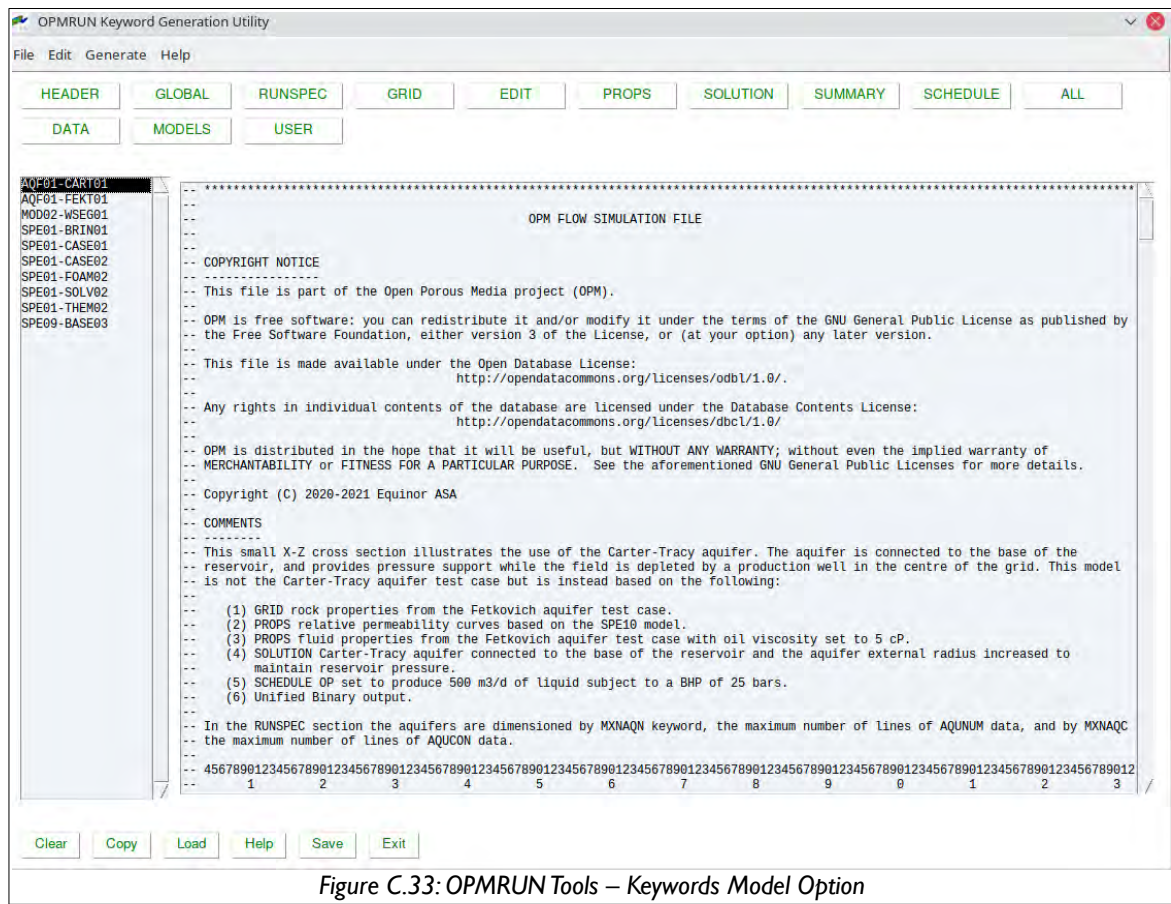 OPMRUN Keyword Generation Utility
File Edit Generate Help
HEADER GLOBAL RUNSPEC GRID EDIT PROPS SOLUTION SUMMARY SCHEDULE ALL
DATA MODELS USER
AQF01-CART01
AQF01-FEKT01
MOD02-WSEG01
SPE01-BRIN01
SPE01-CASE01
SPE01-CASE02
SPE01-FOAM02
SPE01-SOLV02
SPE01-THEM02
SPE09-BASE03
-- *********************************************************************************************************************************
--
-- OPM FLOW SIMULATION FILE
--
--
-- COPYRIGHT NOTICE
-- ----------------
-- This file is part of the Open Porous Media project (OPM).
--
-- OPM is free software: you can redistribute it and/or modify it under the terms of the GNU General Public License as published by
-- the Free Software Foundation, either version 3 of the License, or (at your option) any later version.
--
-- This file is made available under the Open Database License:
-- http://opendatacommons.org/licenses/odbl/1.0/.
--
-- Any rights in individual contents of the database are licensed under the Database Contents License:
-- http://opendatacommons.org/licenses/dbcl/1.0/
--
-- OPM is distributed in the hope that it will be useful, but WITHOUT ANY WARRANTY; without even the implied warranty of
-- MERCHANTABILITY or FITNESS FOR A PARTICULAR PURPOSE. See the aforementioned GNU General Public Licenses for more details.
--
-- Copyright (C) 2020-2021 Equinor ASA
--
-- COMMENTS
-- --------
-- This small X-Z cross section illustrates the use of the Carter-Tracy aquifer. The aquifer is connected to the base of the
-- reservoir, and provides pressure support while the field is depleted by a production well in the centre of the grid. This model
-- is not the Carter-Tracy aquifer test case but is instead based on the following:
--
-- (1) GRID rock properties from the Fetkovich aquifer test case.
-- (2) PROPS relative permeability curves based on the SPE10 model.
-- (3) PROPS fluid properties from the Fetkovich aquifer test case with oil viscosity set to 5 cP.
-- (4) SOLUTION Carter-Tracy aquifer connected to the base of the reservoir and the aquifer external radius increased to
-- maintain reservoir pressure.
-- (5) SCHEDULE OP set to produce 500 m3/d of liquid subject to a BHP of 25 bars.
-- (6) Unified Binary output.
--
-- In the RUNSPEC section the aquifers are dimensioned by MXNAQN keyword, the maximum number of lines of AQUNUM data, and by MXNAQC
-- the maximum number of lines of AQUCON data.
--
-- 456789012345678901234567890123456789012345678901234567890123456789012345678901234567890123456789012345678901234567890123456789012
-- 1 2 3 4 5 6 7 8 9 0 1 2 3
Clear Copy Load Help Save Exit
Figure C.33: OPMRUN Tools – Keywords Model Option